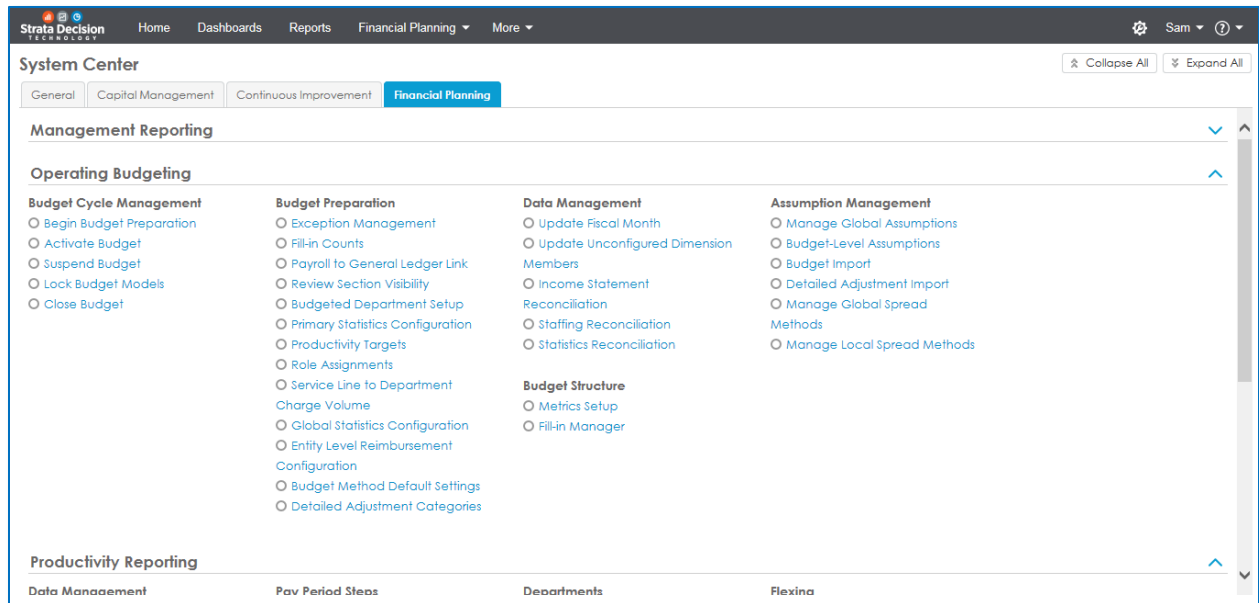 Strata Decision
TECHNOLOGY
Home Dashboards Reports Financial Planning More
Sam
System Center
Collapse All Expand All
General Capital Management Continuous Improvement Financial Planning
Management Reporting
Operating Budgeting
Budget Cycle Management
Begin Budget Preparation
Activate Budget
Suspend Budget
Lock Budget Models
Close Budget
Budget Preparation
Exception Management
Fill-in Counts
Payroll to General Ledger Link
Review Section Visibility
Budgeted Department Setup
Primary Statistics Configuration
Productivity Targets
Role Assignments
Service Line to Department
Charge Volume
Global Statistics Configuration
Entity Level Reimbursement
Configuration
Budget Method Default Settings
Detailed Adjustment Categories
Data Management
Update Fiscal Month
Update Unconfigured Dimension
Members
Income Statement
Reconciliation
Staffing Reconciliation
Statistics Reconciliation
Budget Structure
Metrics Setup
Fill-in Manager
Assumption Management
Manage Global Assumptions
Budget-Level Assumptions
Budget Import
Detailed Adjustment Import
Manage Global Spread
Methods
Manage Local Spread Methods
Productivity Reporting
Data Management Pay Period Steps Departments Flexing